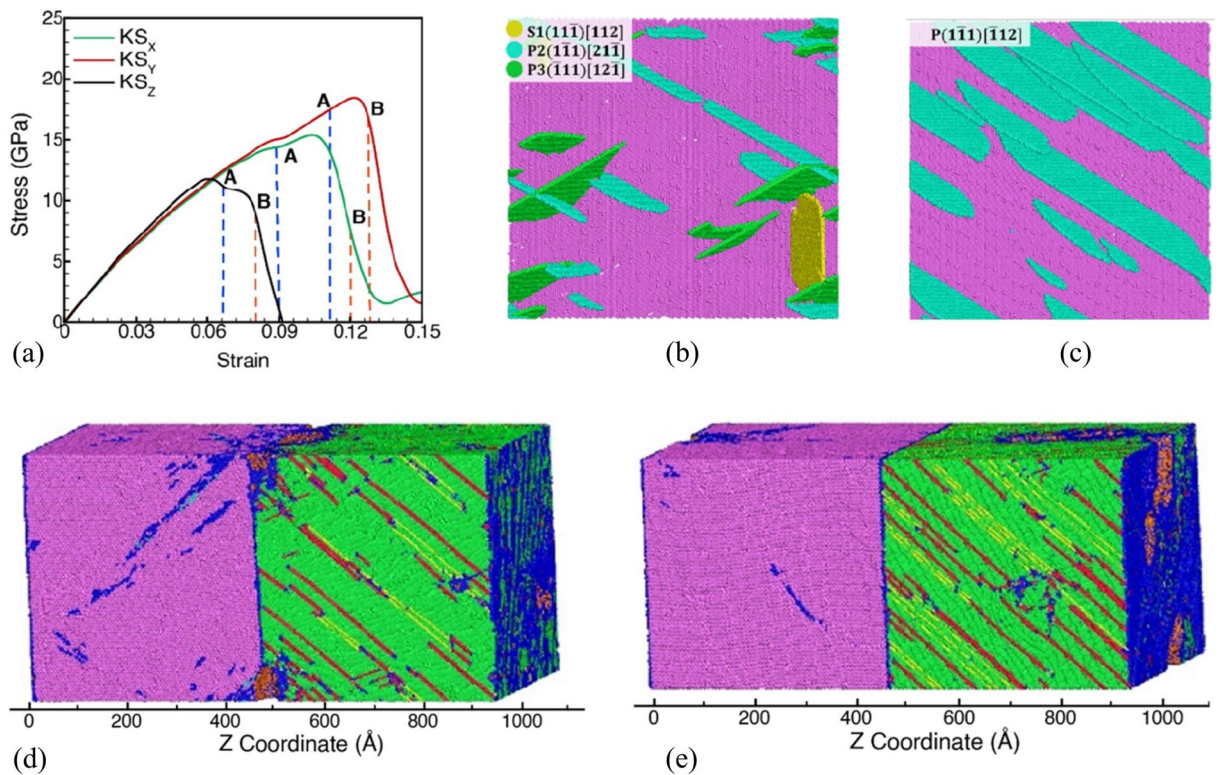 25
20
15
10
5
0
Stress (GPa)
KSX
KSY
KSZ
A
B
A
A
B
B
0
0.03
0.06
0.09
0.12
0.15
Strain
(a)
S1(111̅)[112]
P2(11̅1)[211̅]
P3(1̅11)[121̅]
(b)
P(11̅1)[1̅12]
(c)
0 200 400 600 800 1000
Z Coordinate (Å)
(d)
0 200 400 600 800 1000
Z Coordinate (Å)
(e)